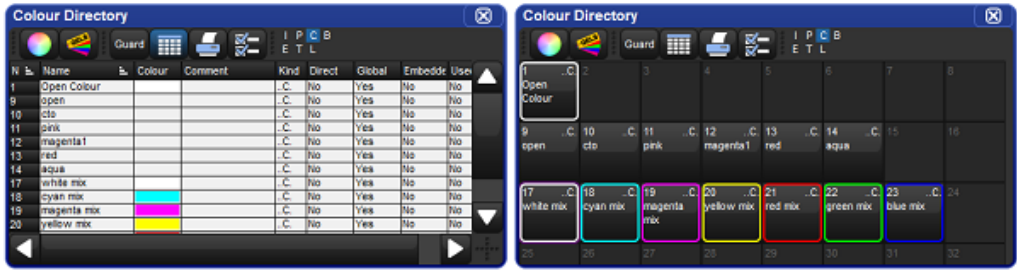 Colour Directory
Guard
I P C B
E T L
N Name Colour Comment Kind Direct Global Embedde Used
1 Open Colour ..C. No Yes No No
9 open ..C. No Yes No No
10 cto ..C. No Yes No No
11 pink ..C. No Yes No No
12 magenta1 ..C. No Yes No No
13 red ..C. No Yes No No
14 aqua ..C. No Yes No No
17 white mix ..C. No Yes No No
18 cyan mix ..C. No Yes No No
19 magenta mix ..C. No Yes No No
20 yellow mix ..C. No Yes No No
Colour Directory
Guard
I P C B
E T L
1 ..C. 2 3 4 5 6 7 8
Open
Colour
9 ..C. 10 ..C. 11 ..C. 12 ..C. 13 ..C. 14 ..C. 15 16
open cto pink magenta1 red aqua
17 ..C. 18 ..C. 19 ..C. 20 ..C. 21 ..C. 22 ..C. 23 ..C. 24
white mix cyan mix magenta yellow mix red mix green mix blue mix
mix
25 26 27 28 29 30 31 32